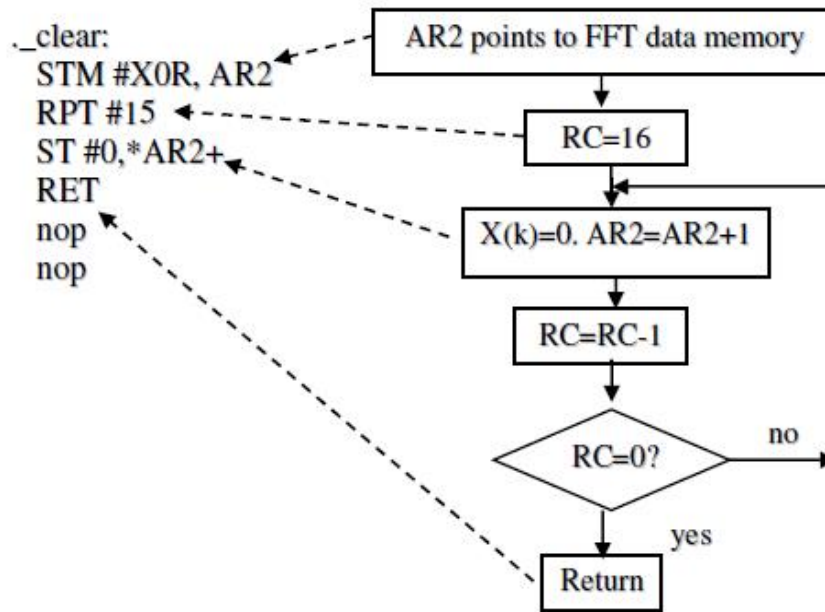 ._clear:
STM #X0R, AR2
RPT #15
ST #0,*AR2+
RET
nop
nop
AR2 points to FFT data memory
RC=16
X(k)=0. AR2=AR2+1
RC=RC-1
RC=0?
no
yes
Return